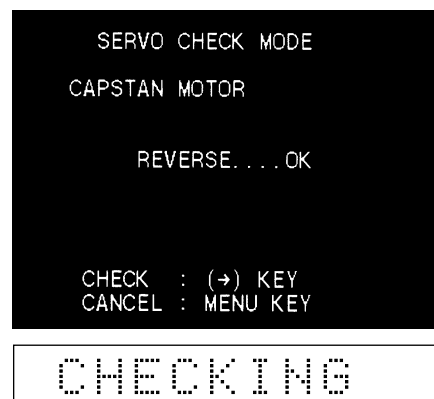 SERVO CHECK MODE
CAPSTAN MOTOR
REVERSE....OK
CHECK : (→) KEY
CANCEL : MENU KEY
CHECKING